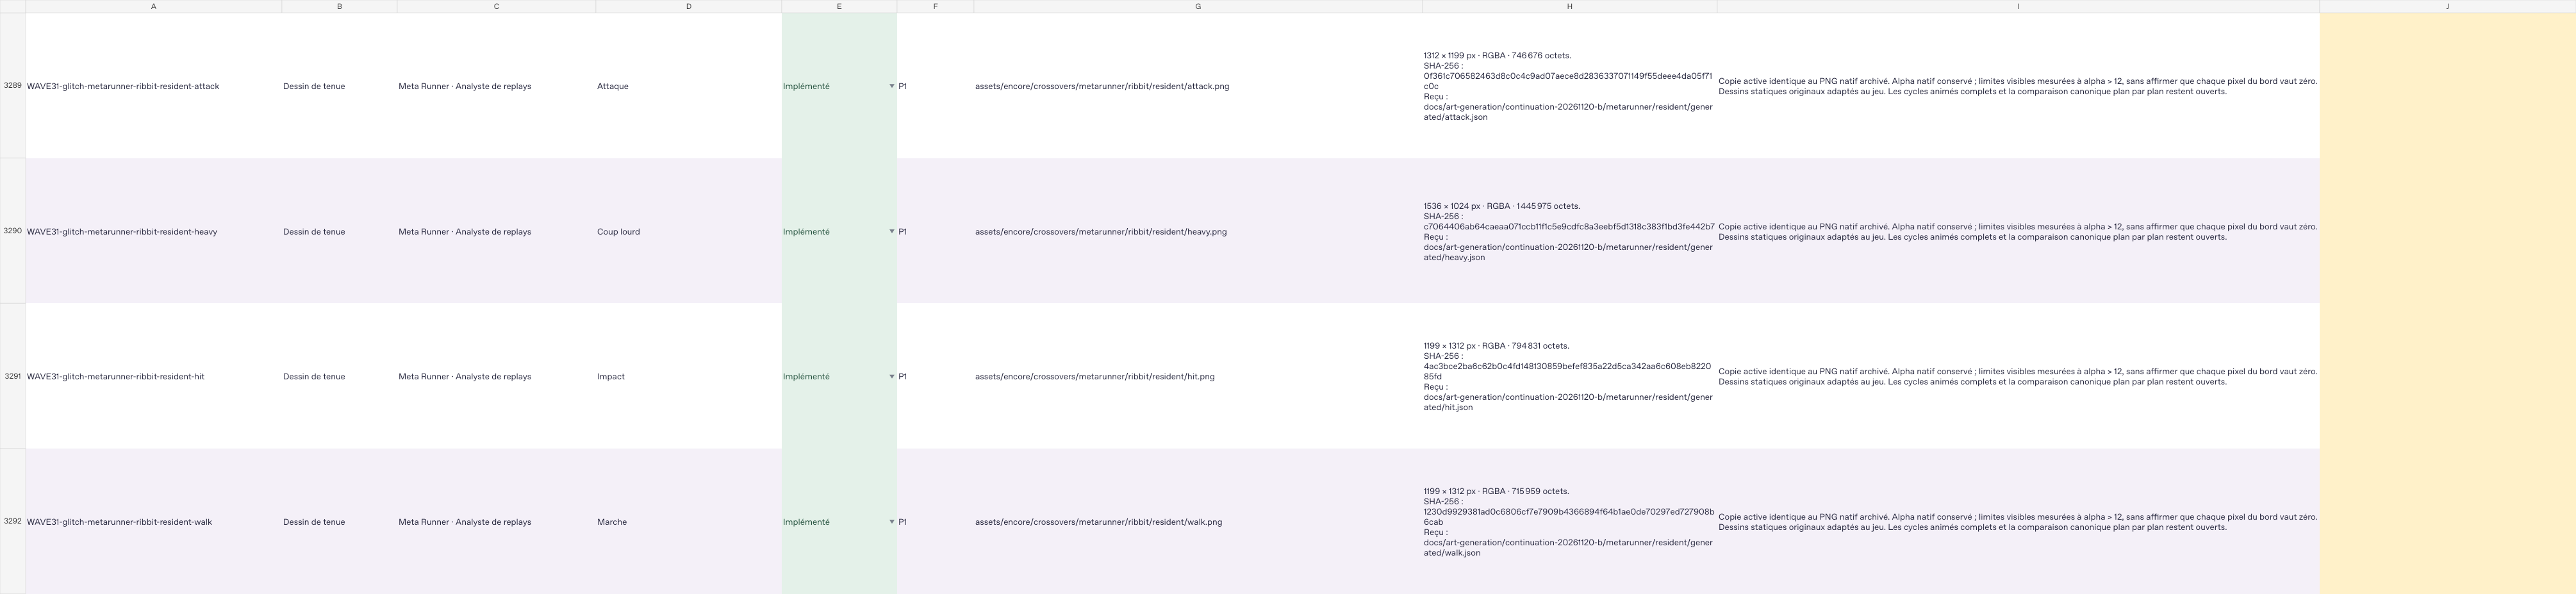 A B C D E F G H I J
3289 WAVE31-glitch-metarunner-ribbit-resident-attack Dessin de tenue Meta Runner · Analyste de replays Attaque Implémenté P1 assets/encore/crossovers/metarunner/ribbit/resident/attack.png
1312 × 1199 px · RGBA · 746 676 octets.
SHA-256 :
0f361c706582463d8c0c4c9ad07aece8d2836337071149f55deee4da05f71
c0c
Reçu :
docs/art-generation/continuation-20261120-b/metarunner/resident/gener
ated/attack.json
Copie active identique au PNG natif archivé. Alpha natif conservé ; limites visibles mesurées à alpha > 12, sans affirmer que chaque pixel du bord vaut zéro.
Dessins statiques originaux adaptés au jeu. Les cycles animés complets et la comparaison canonique plan par plan restent ouverts.
3290 WAVE31-glitch-metarunner-ribbit-resident-heavy Dessin de tenue Meta Runner · Analyste de replays Coup lourd Implémenté P1 assets/encore/crossovers/metarunner/ribbit/resident/heavy.png
1536 × 1024 px · RGBA · 1 445 975 octets.
SHA-256 :
c7064406ab64caeaa071ccb11f1c5e9cdfc8a3eebf5d1318c383f1bd3fe442b7
Reçu :
docs/art-generation/continuation-20261120-b/metarunner/resident/gener
ated/heavy.json
Copie active identique au PNG natif archivé. Alpha natif conservé ; limites visibles mesurées à alpha > 12, sans affirmer que chaque pixel du bord vaut zéro.
Dessins statiques originaux adaptés au jeu. Les cycles animés complets et la comparaison canonique plan par plan restent ouverts.
3291 WAVE31-glitch-metarunner-ribbit-resident-hit Dessin de tenue Meta Runner · Analyste de replays Impact Implémenté P1 assets/encore/crossovers/metarunner/ribbit/resident/hit.png
1199 × 1312 px · RGBA · 794 831 octets.
SHA-256 :
4ac3bce2ba6c62b0c4fd148130859befef835a22d5ca342aa6c608eb8220
85fd
Reçu :
docs/art-generation/continuation-20261120-b/metarunner/resident/gener
ated/hit.json
Copie active identique au PNG natif archivé. Alpha natif conservé ; limites visibles mesurées à alpha > 12, sans affirmer que chaque pixel du bord vaut zéro.
Dessins statiques originaux adaptés au jeu. Les cycles animés complets et la comparaison canonique plan par plan restent ouverts.
3292 WAVE31-glitch-metarunner-ribbit-resident-walk Dessin de tenue Meta Runner · Analyste de replays Marche Implémenté P1 assets/encore/crossovers/metarunner/ribbit/resident/walk.png
1199 × 1312 px · RGBA · 715 959 octets.
SHA-256 :
1230d9929381ad0c6806cf7e7909b4366894f64b1ae0de70297ed727908b
6cab
Reçu :
docs/art-generation/continuation-20261120-b/metarunner/resident/gener
ated/walk.json
Copie active identique au PNG natif archivé. Alpha natif conservé ; limites visibles mesurées à alpha > 12, sans affirmer que chaque pixel du bord vaut zéro.
Dessins statiques originaux adaptés au jeu. Les cycles animés complets et la comparaison canonique plan par plan restent ouverts.